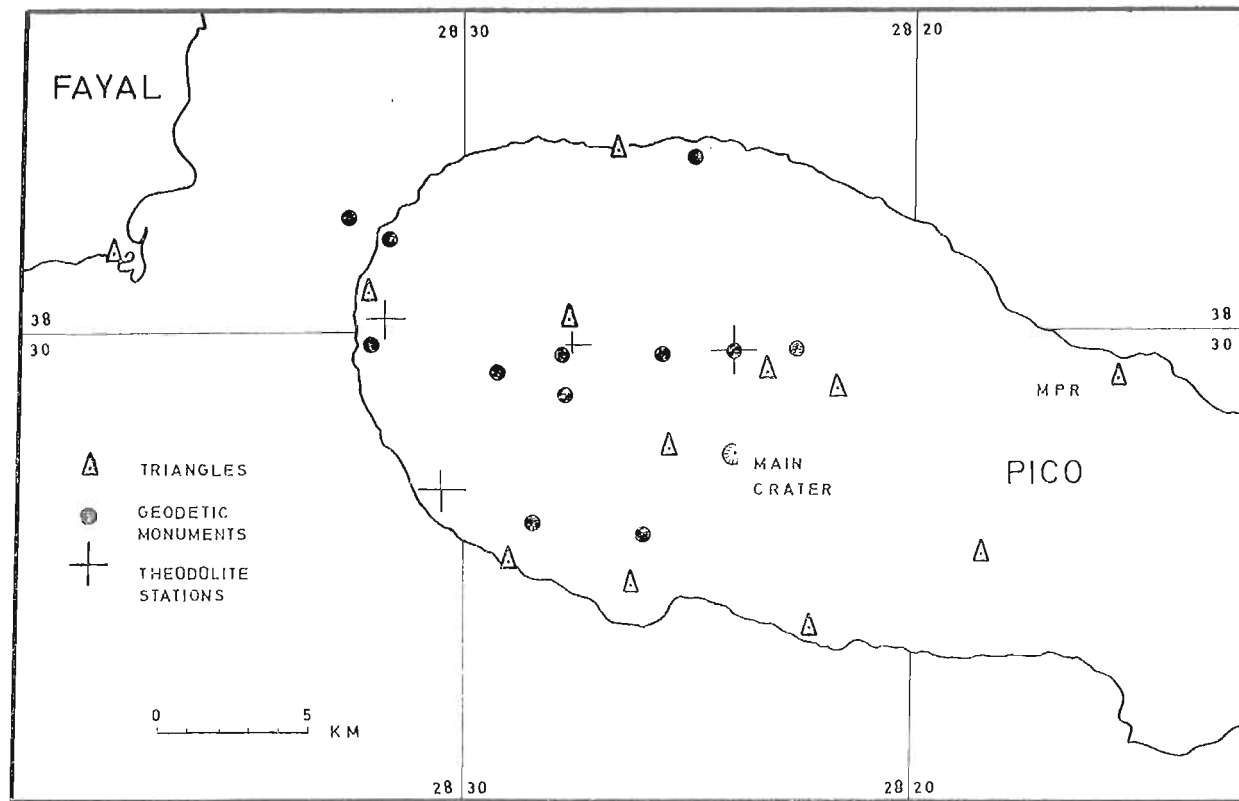 28 30
28 20
FAYAL
38
30
38
30
MPR
MAIN
CRATER
PICO
TRIANGLES
GEODETIC
MONUMENTS
THEODOLITE
STATIONS
0 5 KM
28 30
28 20